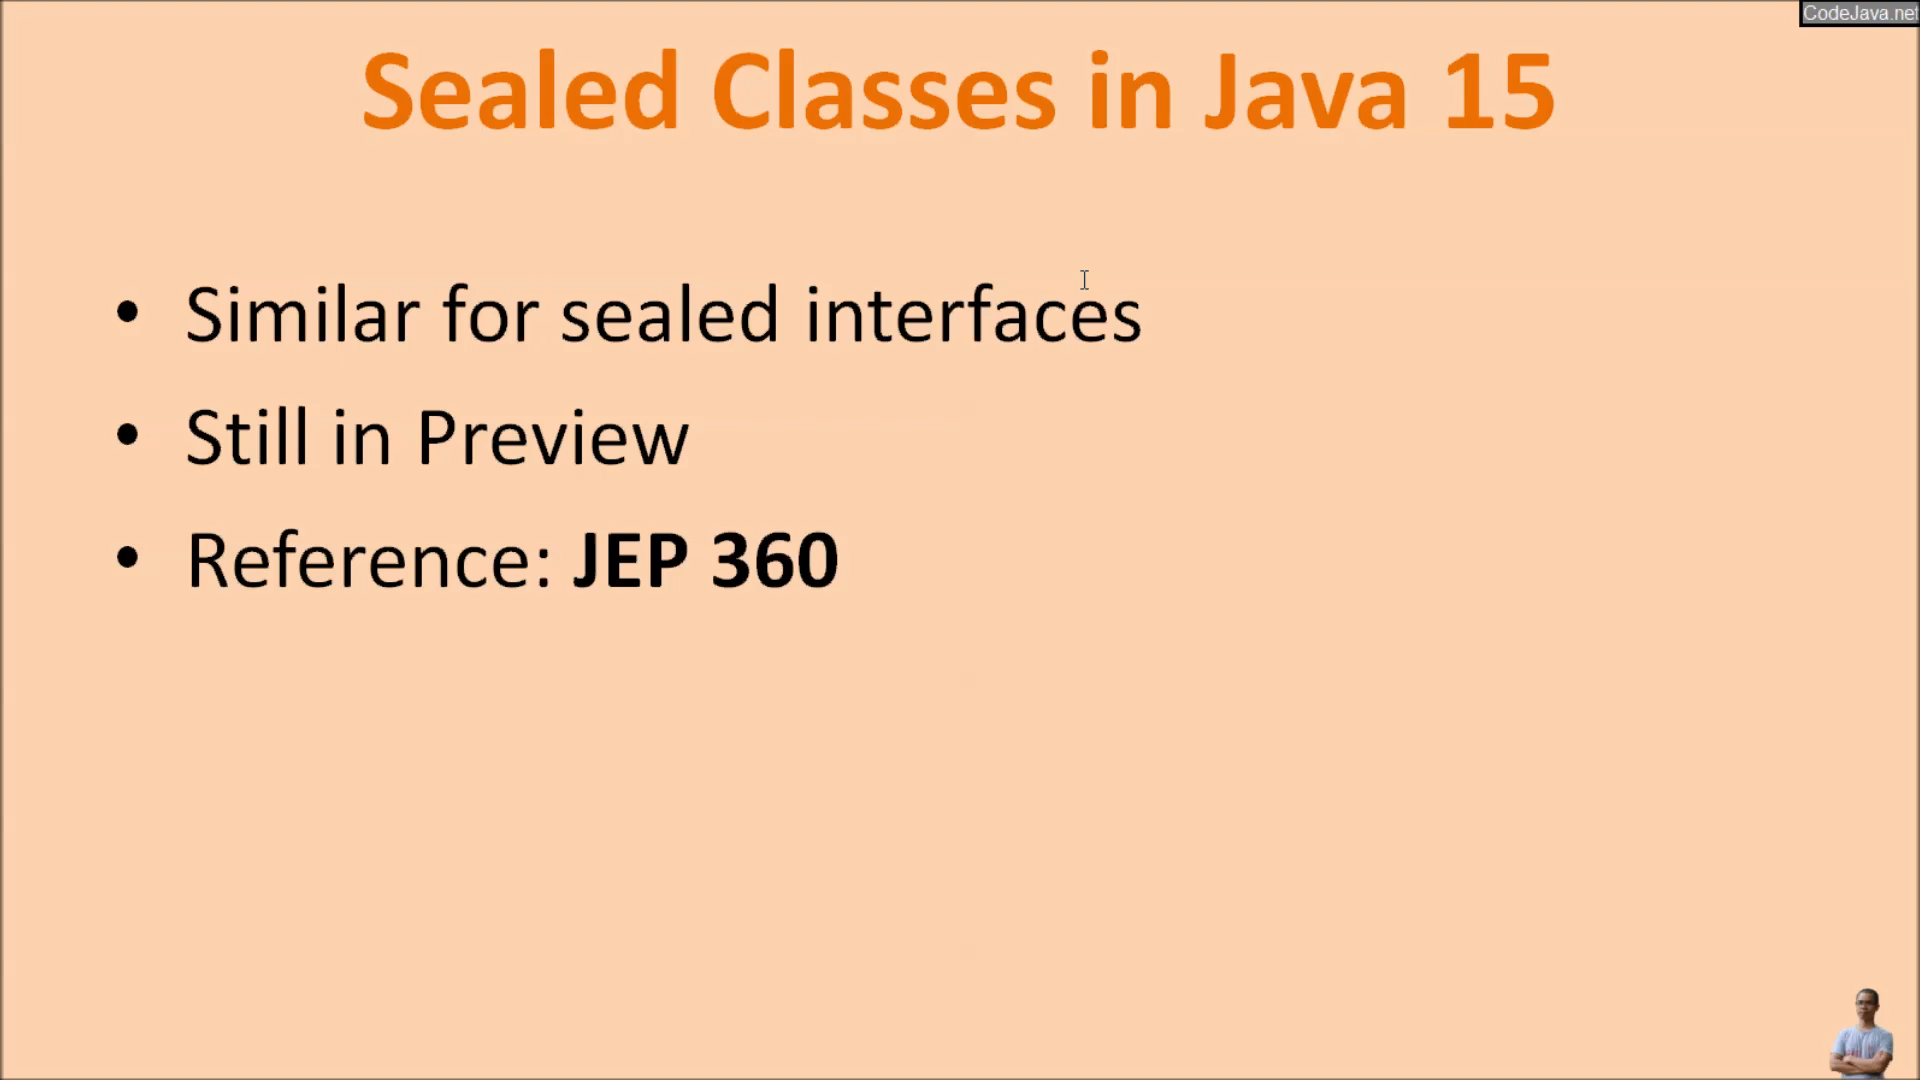 CodeJava.net
Sealed Classes in Java 15
• Similar for sealed interfaces
• Still in Preview
• Reference: JEP 360